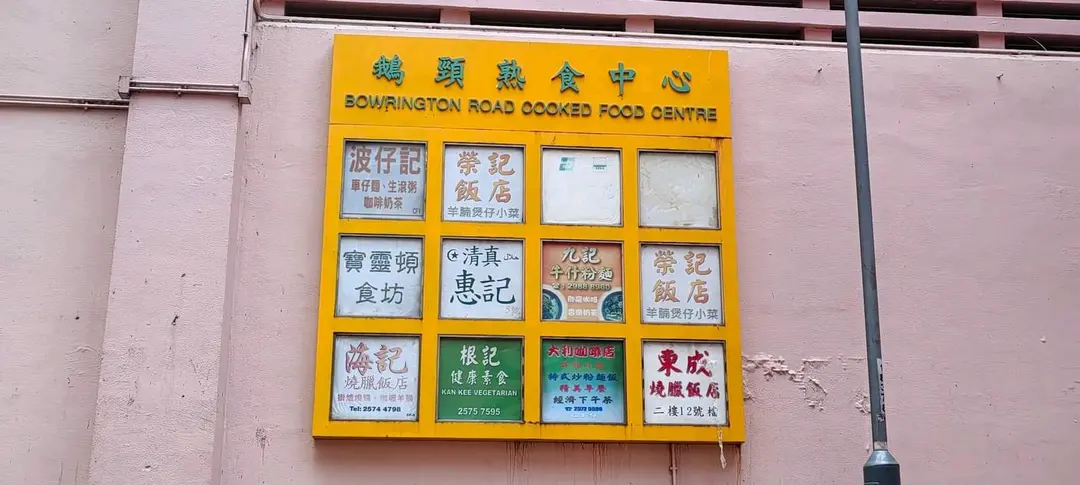 鵝頸熟食中心
BOWRINGTON ROAD COOKED FOOD CENTRE
波仔記
車仔麵、生滾粥
咖啡奶茶
榮記
飯店
羊腩煲仔小菜
寶靈頓
食坊
清真
惠記
九記
牛什粉麵
榮記
飯店
羊腩煲仔小菜
海記
燒臘飯店
Tel: 2574 4798
根記
健康素食
KAN KEE VEGETARIAN
2575 7595
大利咖啡店
炒粉麵飯
經濟下午茶
東成
燒臘飯店
二樓12號檔